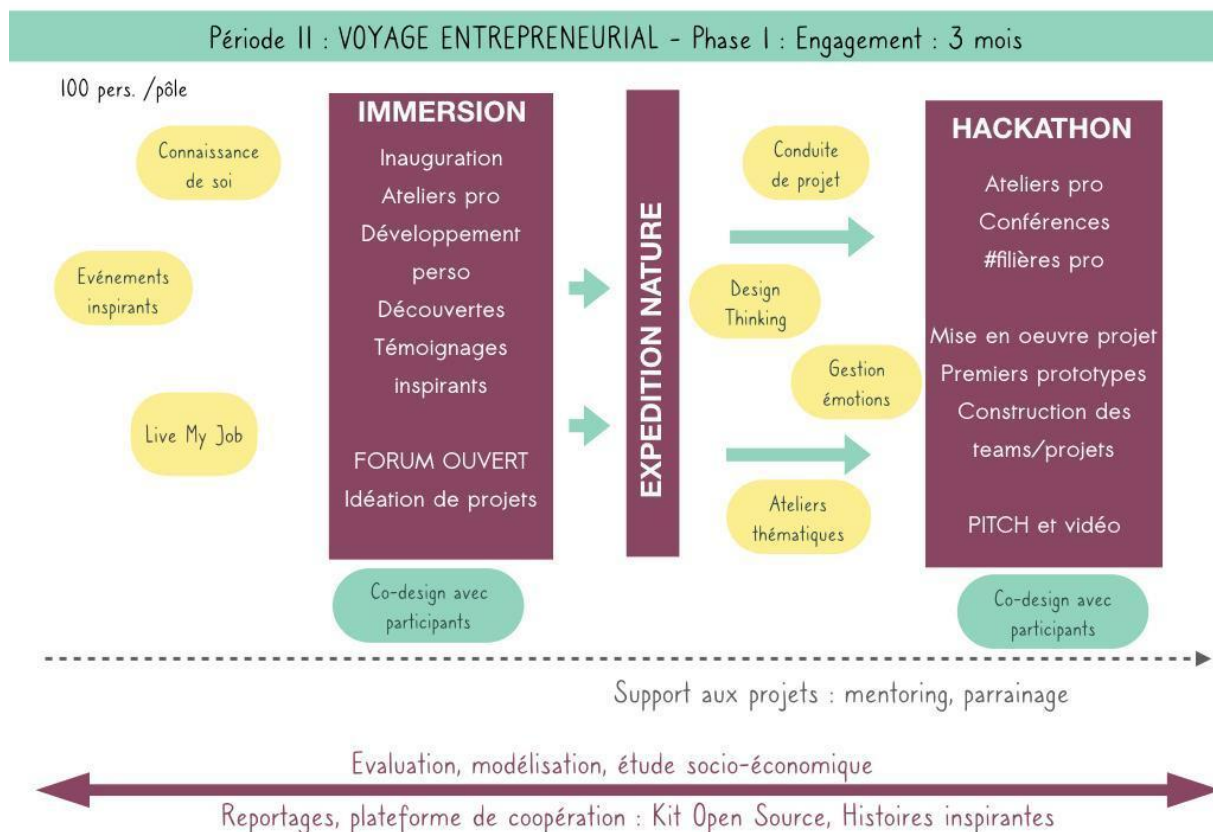 Période II : VOYAGE ENTREPRENEURIAL - Phase I : Engagement : 3 mois
100 pers. /pôle
Connaissance
de soi
Evénements
inspirants
Live My Job
IMMERSION
Inauguration
Ateliers pro
Développement
perso
Découvertes
Témoignages
inspirants
FORUM OUVERT
Idéation de projets
Co-design avec
participants
EXPEDITION NATURE
Conduite
de projet
Design
Thinking
Gestion
émotions
Ateliers
thématiques
HACKATHON
Ateliers pro
Conférences
#filières pro
Mise en oeuvre projet
Premiers prototypes
Construction des
teams/projets
PITCH et vidéo
Co-design avec
participants
Support aux projets : mentoring, parrainage
Evaluation, modélisation, étude socio-économique
Reportages, plateforme de coopération : Kit Open Source, Histoires inspirantes